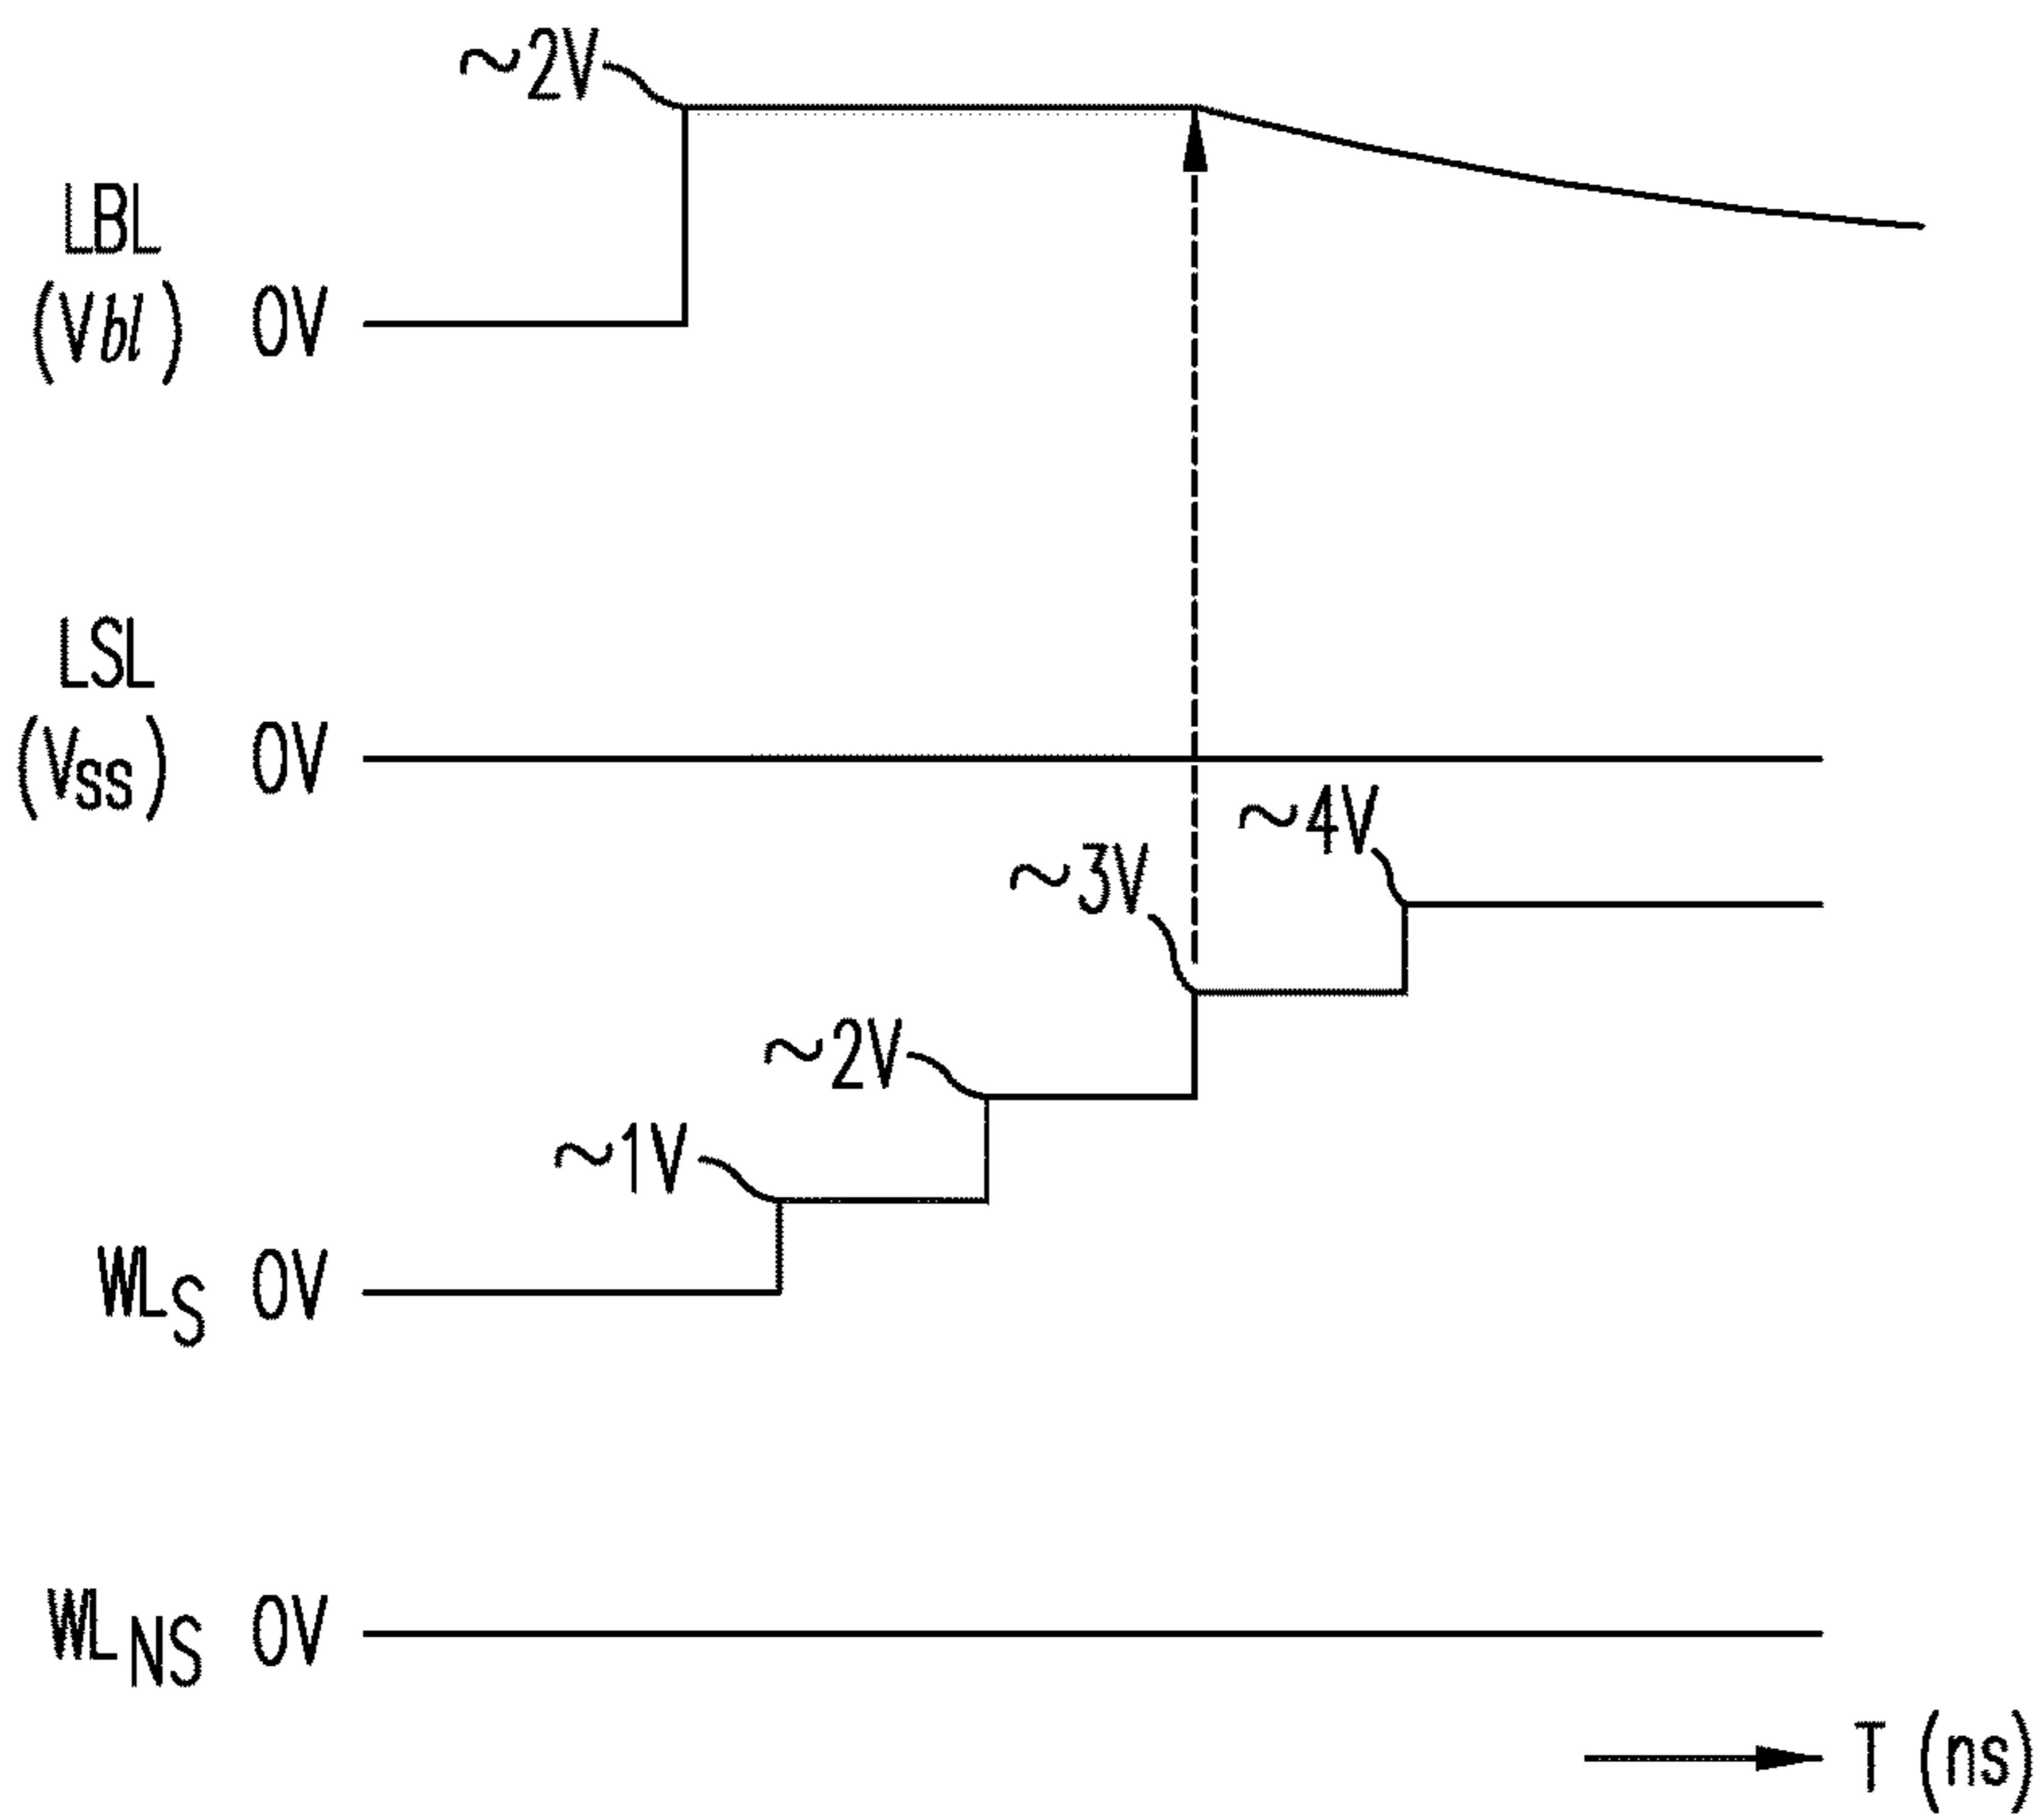 ~2V
LBL
(Vbl) 0V
LSL
(Vss) 0V
~4V
~3V
~2V
~1V
WLS 0V
WLNS 0V
T (ns)